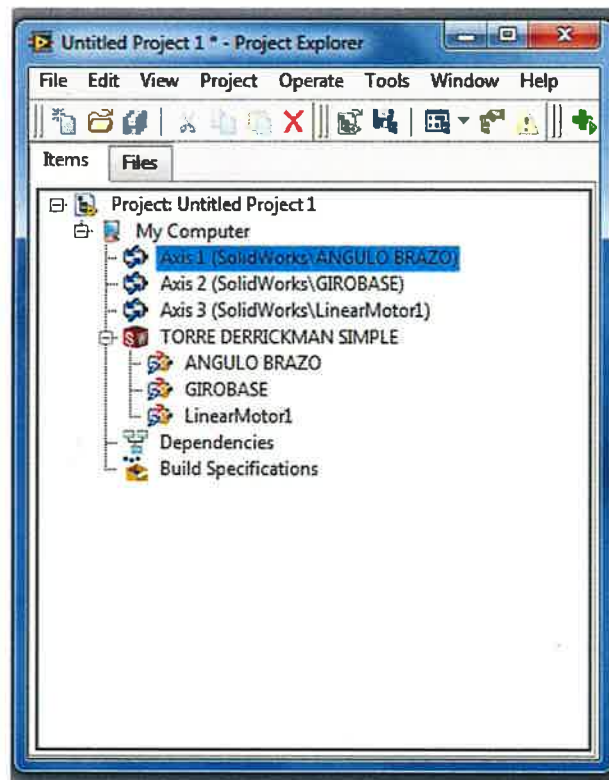 Untitled Project 1 * - Project Explorer
File Edit View Project Operate Tools Window Help
Items Files
Project: Untitled Project 1
My Computer
Axis 1 (SolidWorks\ANGULO BRAZO)
Axis 2 (SolidWorks\GIROBASE)
Axis 3 (SolidWorks\LinearMotor1)
TORRE DERRICKMAN SIMPLE
ANGULO BRAZO
GIROBASE
LinearMotor1
Dependencies
Build Specifications